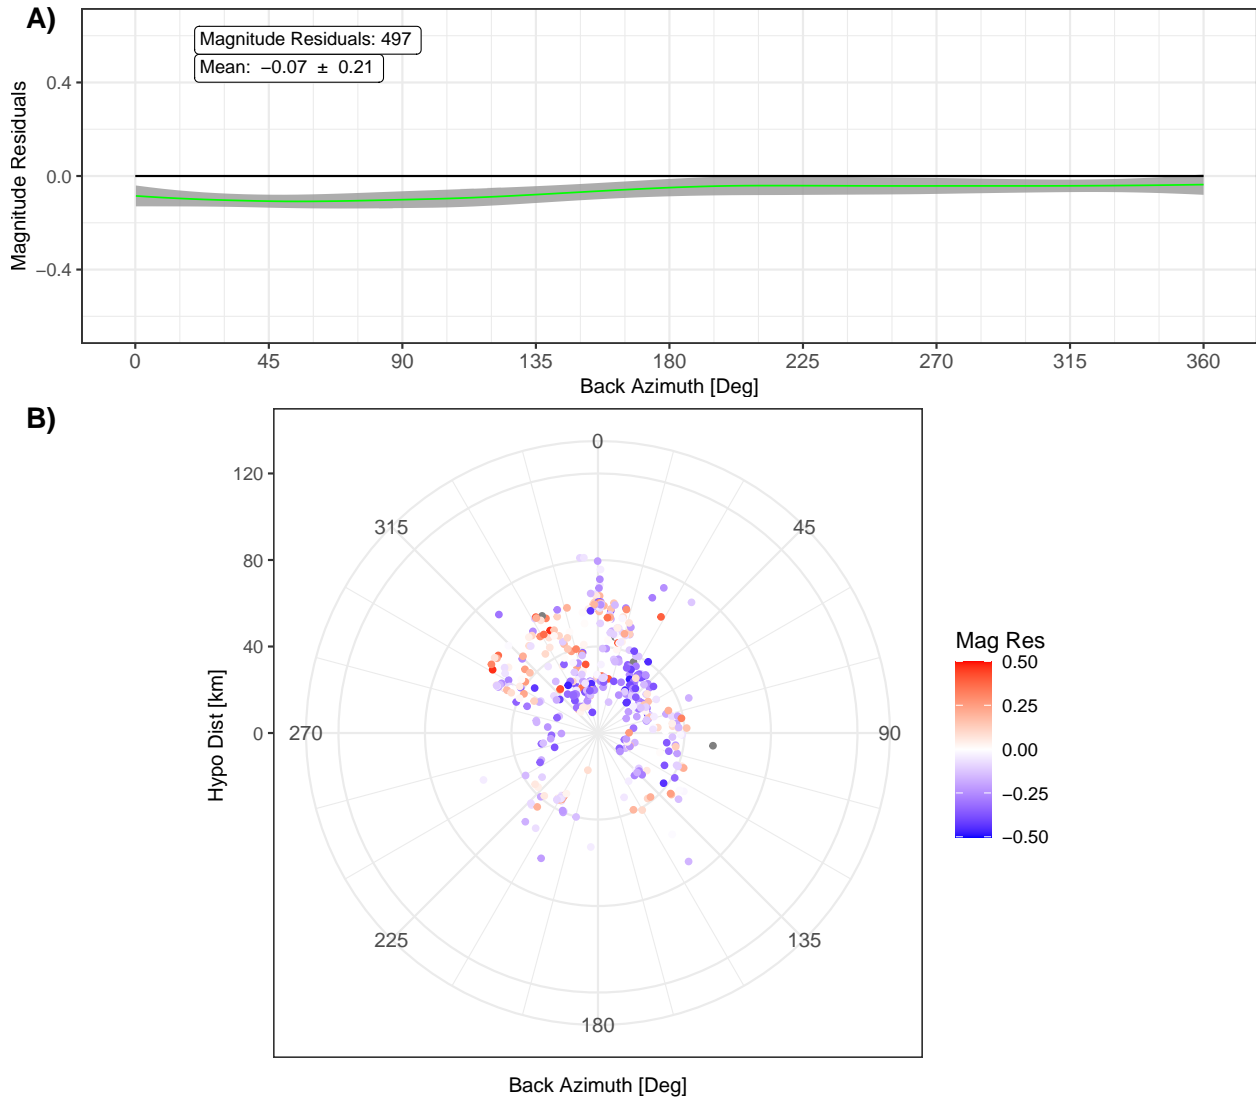 A)
Magnitude Residuals: 497
Mean:  −0.07  ±  0.21
Magnitude Residuals
0.4
0.0
−0.4
0 45 90 135 180 225 270 315 360
Back Azimuth [Deg]
B)
Hypo Dist [km]
120
80
40
0
0
45
90
135
180
225
270
315
Back Azimuth [Deg]
Mag Res
0.50
0.25
0.00
−0.25
−0.50